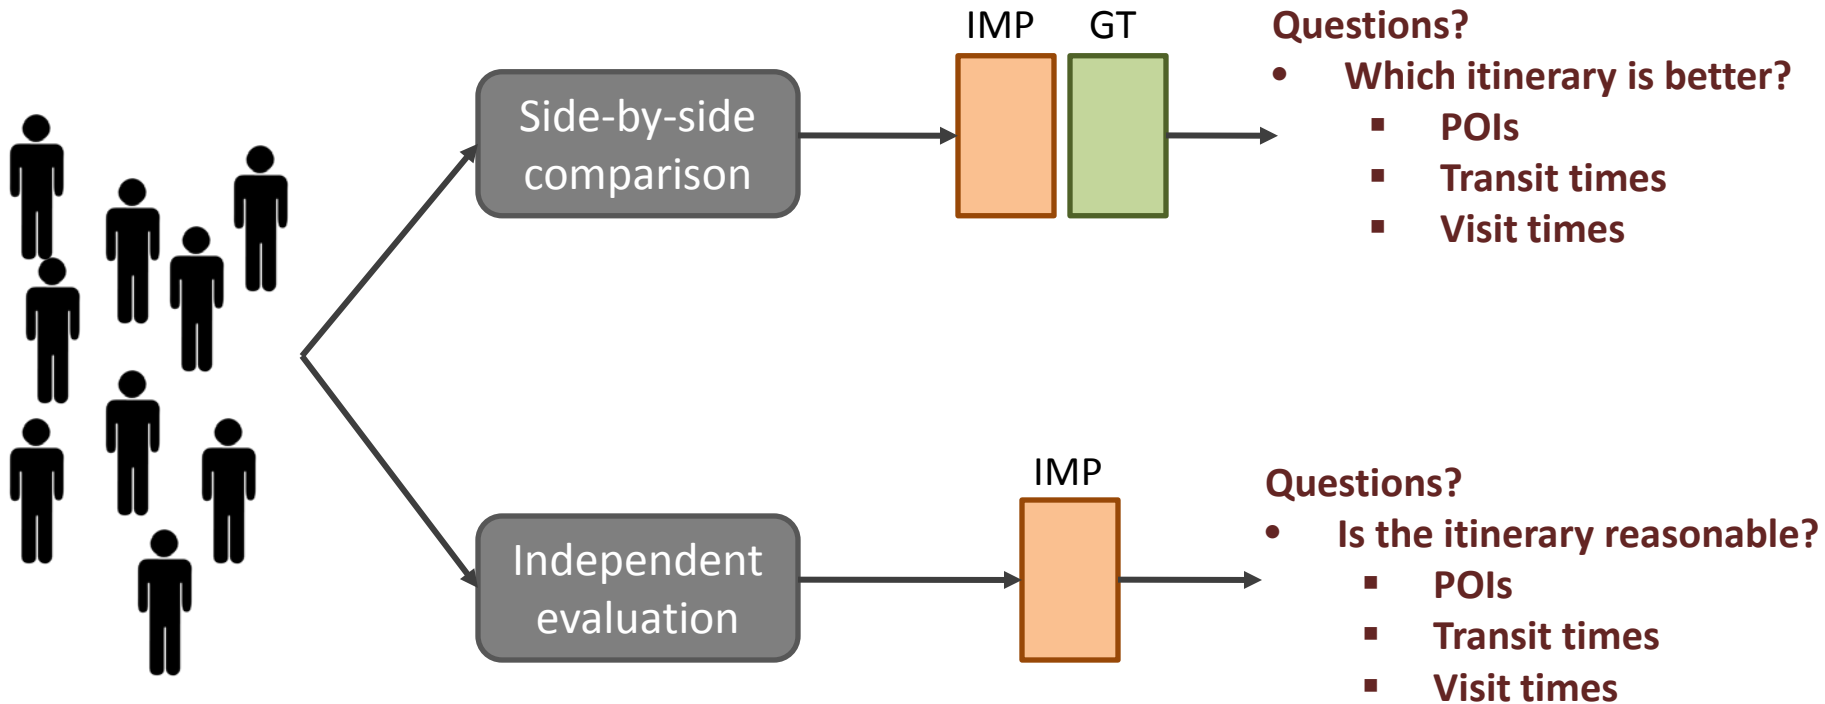 IMP GT
Side-by-side
comparison
Questions?
• Which itinerary is better?
▪ POIs
▪ Transit times
▪ Visit times
IMP
Independent
evaluation
Questions?
• Is the itinerary reasonable?
▪ POIs
▪ Transit times
▪ Visit times